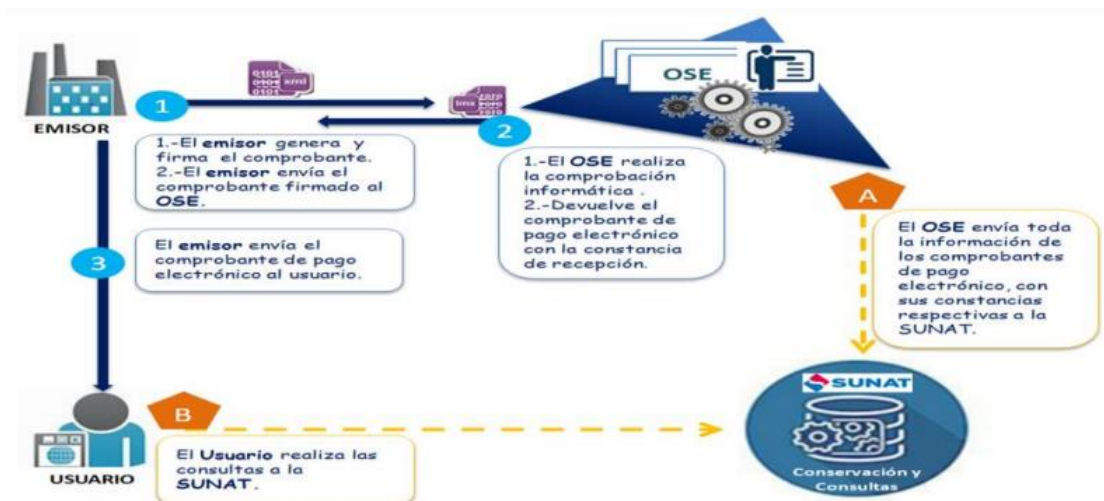 EMISOR
0101
0101
0101
xml
1
1.-El emisor genera y
firma el comprobante.
2.-El emisor envía el
comprobante firmado al
OSE.
OSE
2
1.-El OSE realiza
la comprobación
informática .
2.-Devuelve el
comprobante de
pago electrónico
con la constancia
de recepción.
A
El OSE envía toda
la información de
los comprobantes
de pago
electrónico, con
sus constancias
respectivas a la
SUNAT.
3
El emisor envía el
comprobante de pago
electrónico al usuario.
USUARIO
B
El Usuario realiza las
consultas a la
SUNAT.
SUNAT
Conservación y
Consultas